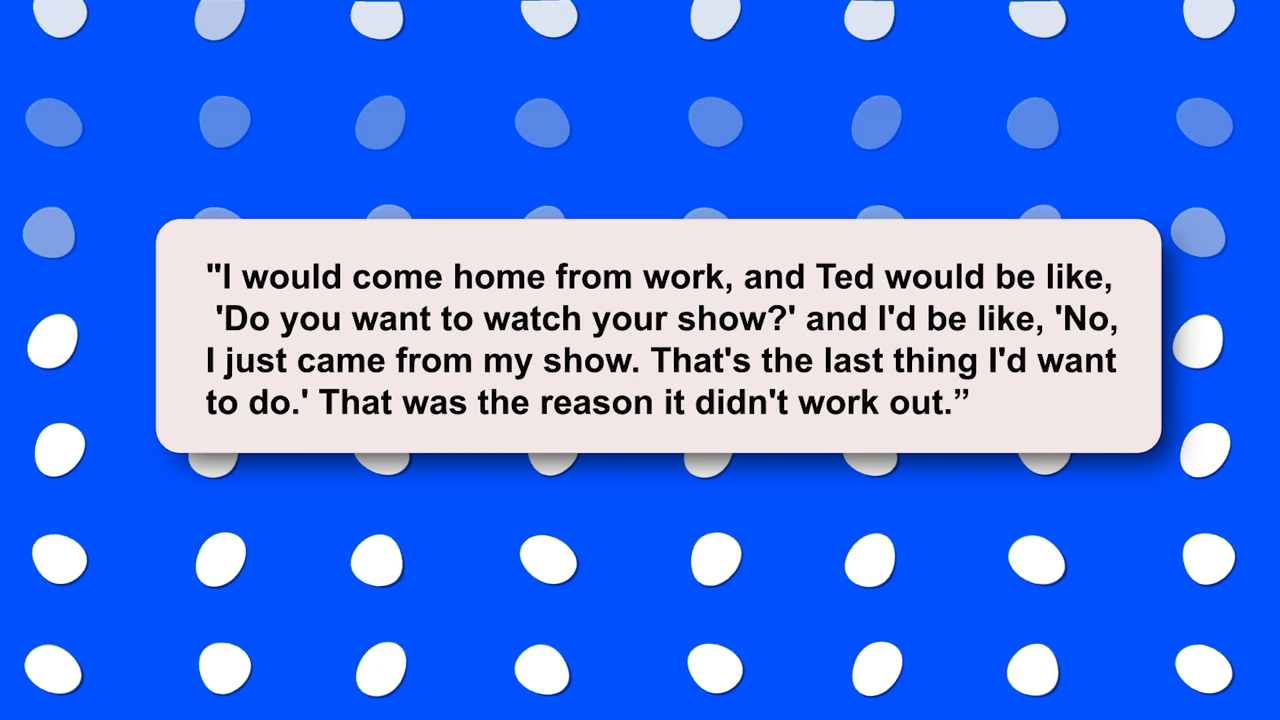 "I would come home from work, and Ted would be like,
'Do you want to watch your show?' and I'd be like, 'No,
I just came from my show. That's the last thing I'd want
to do.' That was the reason it didn't work out.”